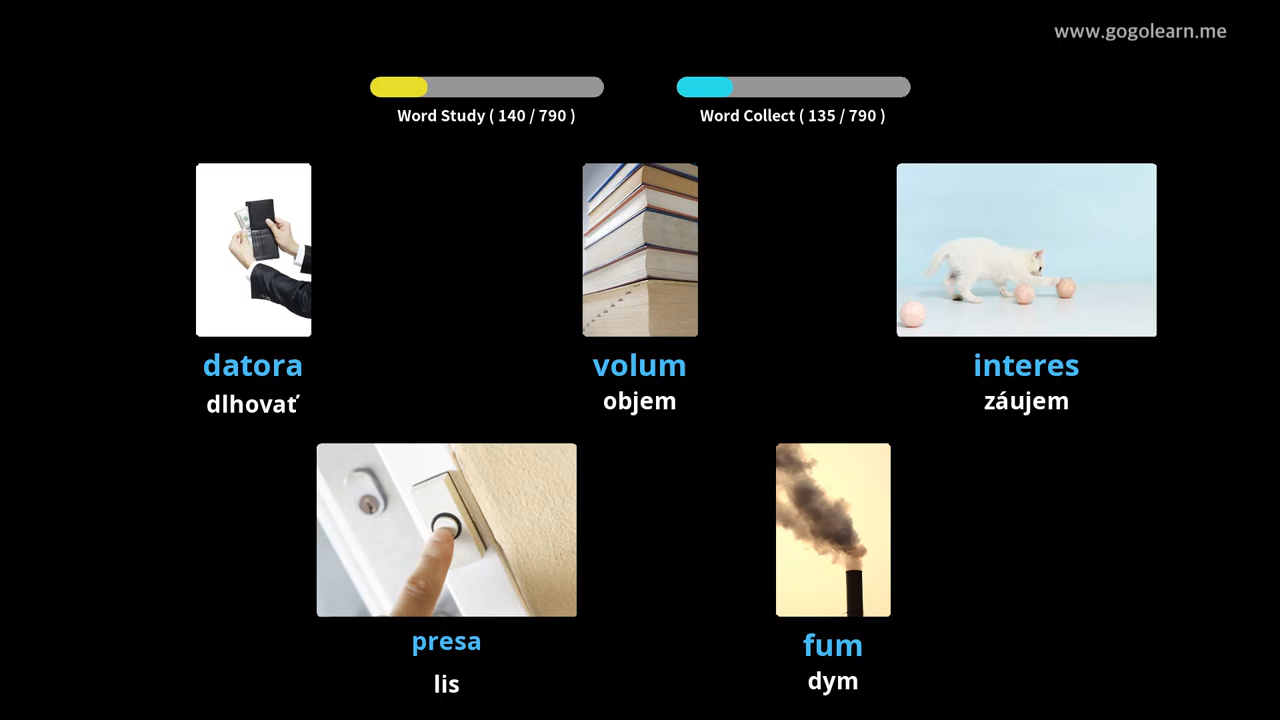 www.gogolearn.me
Word Study ( 140 / 790 )
Word Collect ( 135 / 790 )
datora
dlhovať
volum
objem
interes
záujem
presa
lis
fum
dym